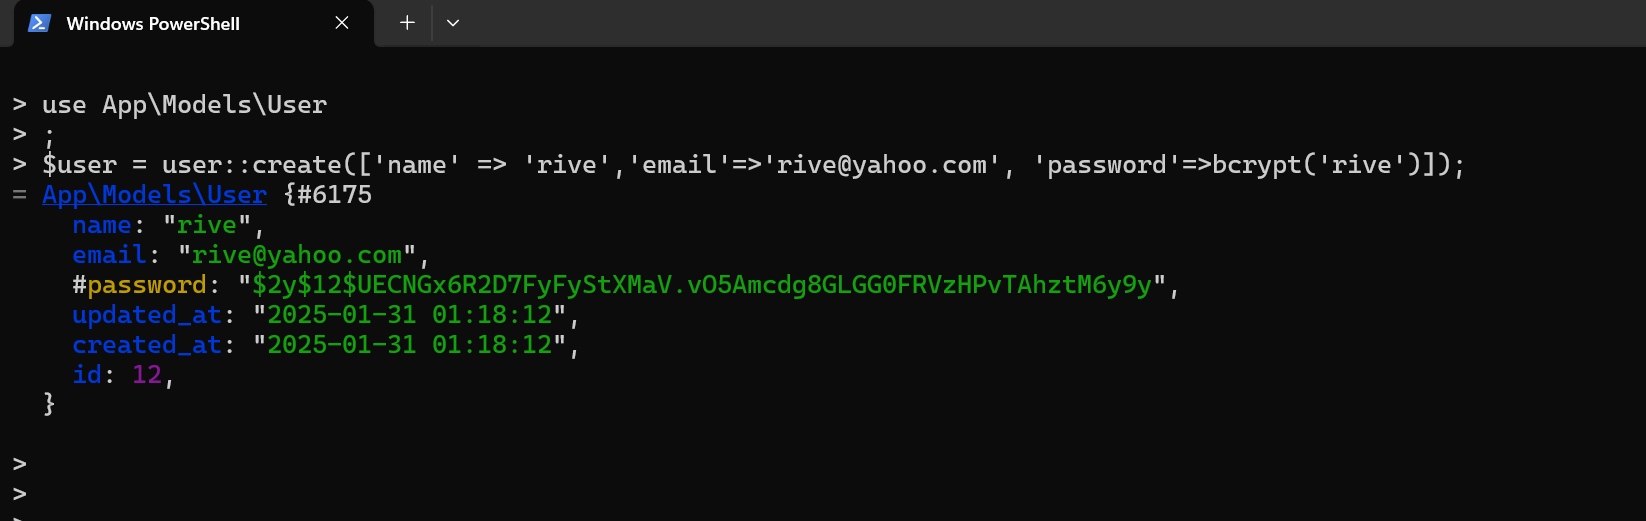 Windows PowerShell
> use App\Models\User
> ;
> $user = user::create(['name' => 'rive','email'=>'rive@yahoo.com', 'password'=>bcrypt('rive')]);
= App\Models\User {#6175
name: "rive",
email: "rive@yahoo.com",
#password: "$2y$12$UECNGx6R2D7FyFyStXMaV.vO5Amcdg8GLGG0FRVzHPvTAhztM6y9y",
updated_at: "2025-01-31 01:18:12",
created_at: "2025-01-31 01:18:12",
id: 12,
}
>
>
>